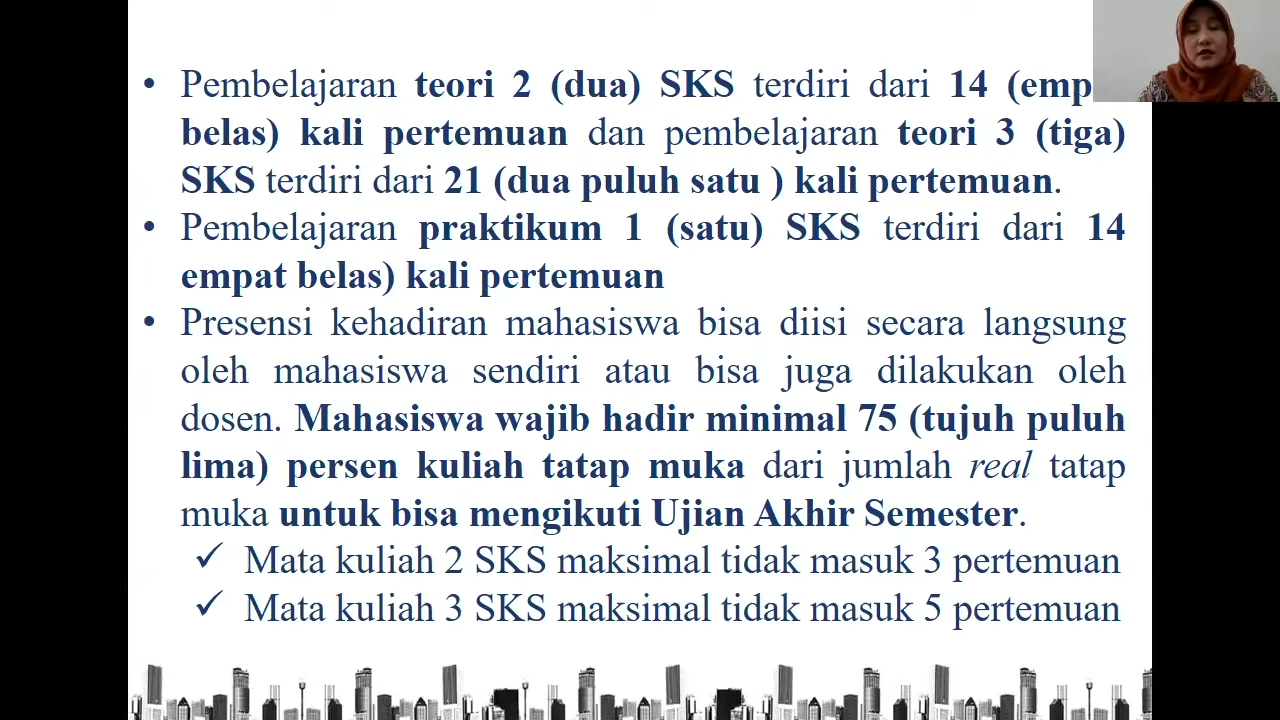 • Pembelajaran teori 2 (dua) SKS terdiri dari 14 (emp
belas) kali pertemuan dan pembelajaran teori 3 (tiga)
SKS terdiri dari 21 (dua puluh satu ) kali pertemuan.
• Pembelajaran praktikum 1 (satu) SKS terdiri dari 14
empat belas) kali pertemuan
• Presensi kehadiran mahasiswa bisa diisi secara langsung
oleh mahasiswa sendiri atau bisa juga dilakukan oleh
dosen. Mahasiswa wajib hadir minimal 75 (tujuh puluh
lima) persen kuliah tatap muka dari jumlah real tatap
muka untuk bisa mengikuti Ujian Akhir Semester.
✓ Mata kuliah 2 SKS maksimal tidak masuk 3 pertemuan
✓ Mata kuliah 3 SKS maksimal tidak masuk 5 pertemuan